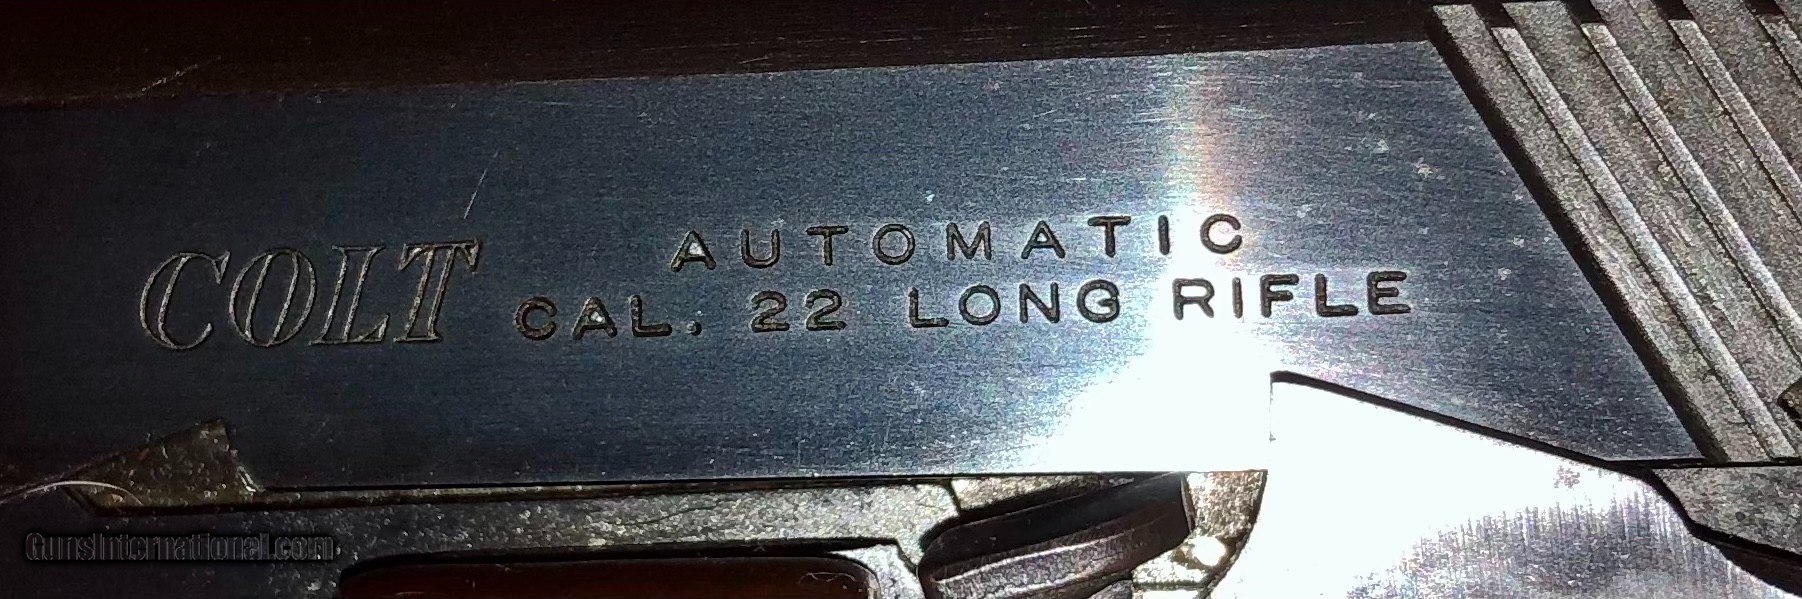 COLT
AUTOMATIC
CAL. 22 LONG RIFLE
GunsInternational.com